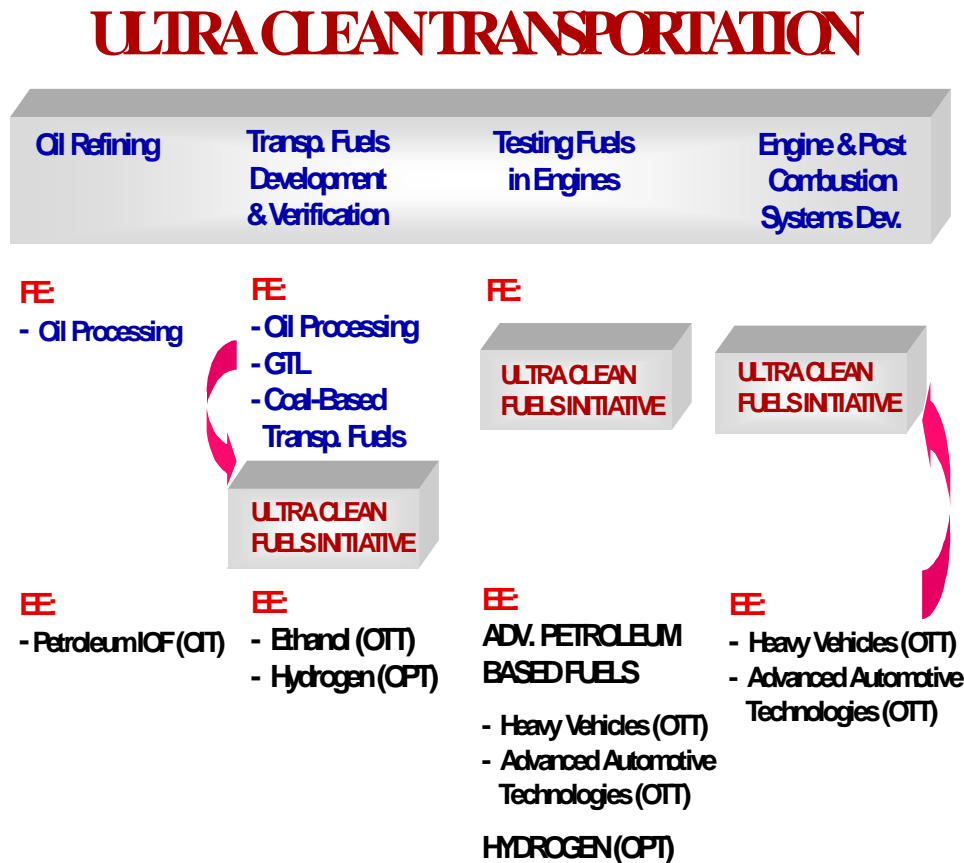 ULTRA CLEAN TRANSPORTATION
Oil Refining
Transp. Fuels
Development
& Verification
Testing Fuels
in Engines
Engine & Post
Combustion
Systems Dev.
FE:
- Oil Processing
FE:
- Oil Processing
- GTL
- Coal-Based
Transp. Fuels
ULTRA CLEAN
FUELS INITIATIVE
FE:
ULTRA CLEAN
FUELS INITIATIVE
ULTRA CLEAN
FUELS INITIATIVE
EE:
- Petroleum IOF (OIT)
EE:
- Ethanol (OTT)
- Hydrogen (OPT)
EE:
ADV. PETROLEUM
BASED FUELS
- Heavy Vehicles (OTT)
- Advanced Automotive
Technologies (OTT)
HYDROGEN (OPT)
EE:
- Heavy Vehicles (OTT)
- Advanced Automotive
Technologies (OTT)